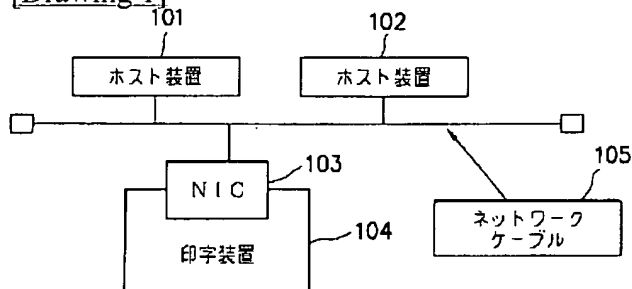 [Drawing 1]
101
102
ホスト装置
ホスト装置
103
NIC
105
ネットワーク
ケーブル
104
印字装置